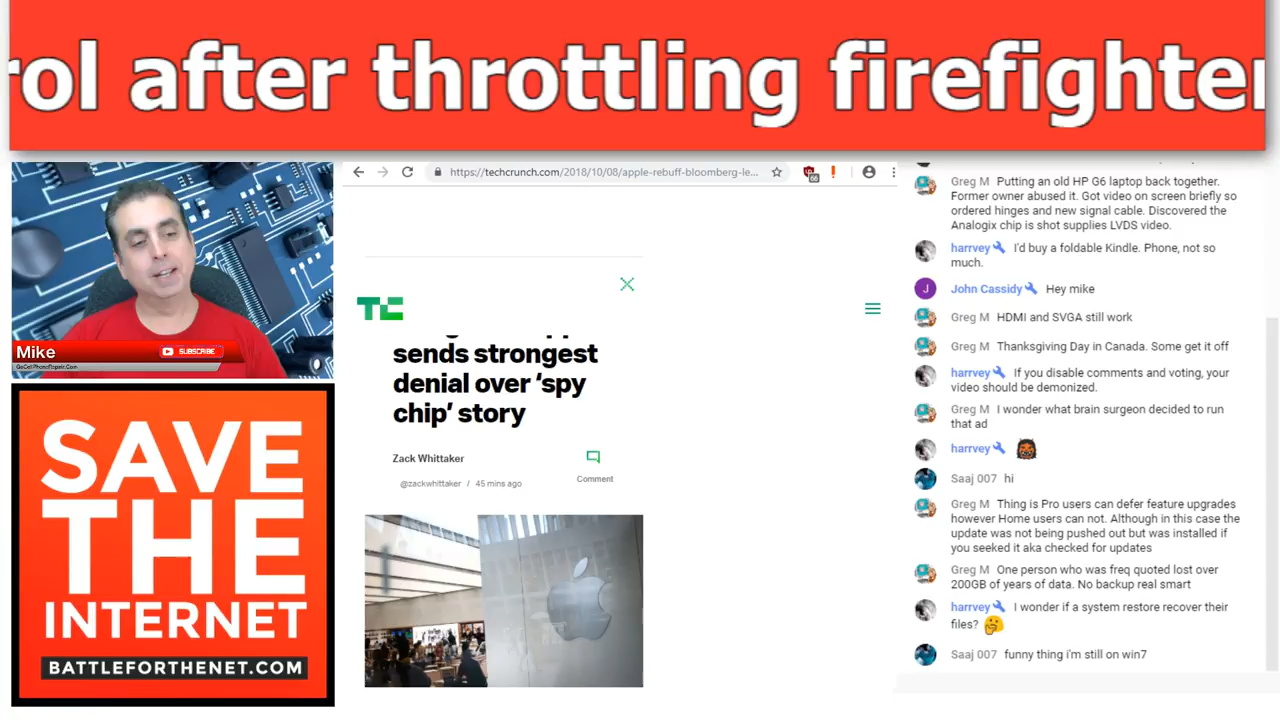 after throttling
Mike
SUBSCRIBE
SAVE
THE
INTERNET
BATTLEFORTHENET.COM
https://techcrunch.com/2018/10/08/apple-rebuff-bloomberg-le...
66
TC
sends strongest
denial over ‘spy
chip’ story
Zack Whittaker
@zackwhittaker / 45 mins ago
Comment
Greg M Putting an old HP G6 laptop back together.
Former owner abused it. Got video on screen briefly so
ordered hinges and new signal cable. Discovered the
Analogix chip is shot supplies LVDS video.
harrvey I'd buy a foldable Kindle. Phone, not so
much.
J
John Cassidy Hey mike
Greg M HDMI and SVGA still work
Greg M Thanksgiving Day in Canada. Some get it off
harrvey If you disable comments and voting, your
video should be demonized.
Greg M I wonder what brain surgeon decided to run
that ad
harrvey
Saaj 007 hi
Greg M Thing is Pro users can defer feature upgrades
however Home users can not. Although in this case the
update was not being pushed out but was installed if
you seeked it aka checked for updates
Greg M One person who was freq quoted lost over
200GB of years of data. No backup real smart
harrvey I wonder if a system restore recover their
files?
Saaj 007 funny thing i'm still on win7